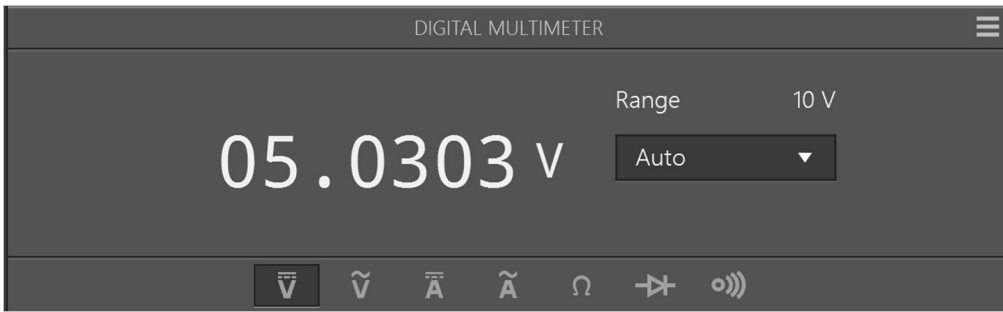 DIGITAL MULTIMETER
Range 10 V
05.0303 V
Auto
V V A A Ω